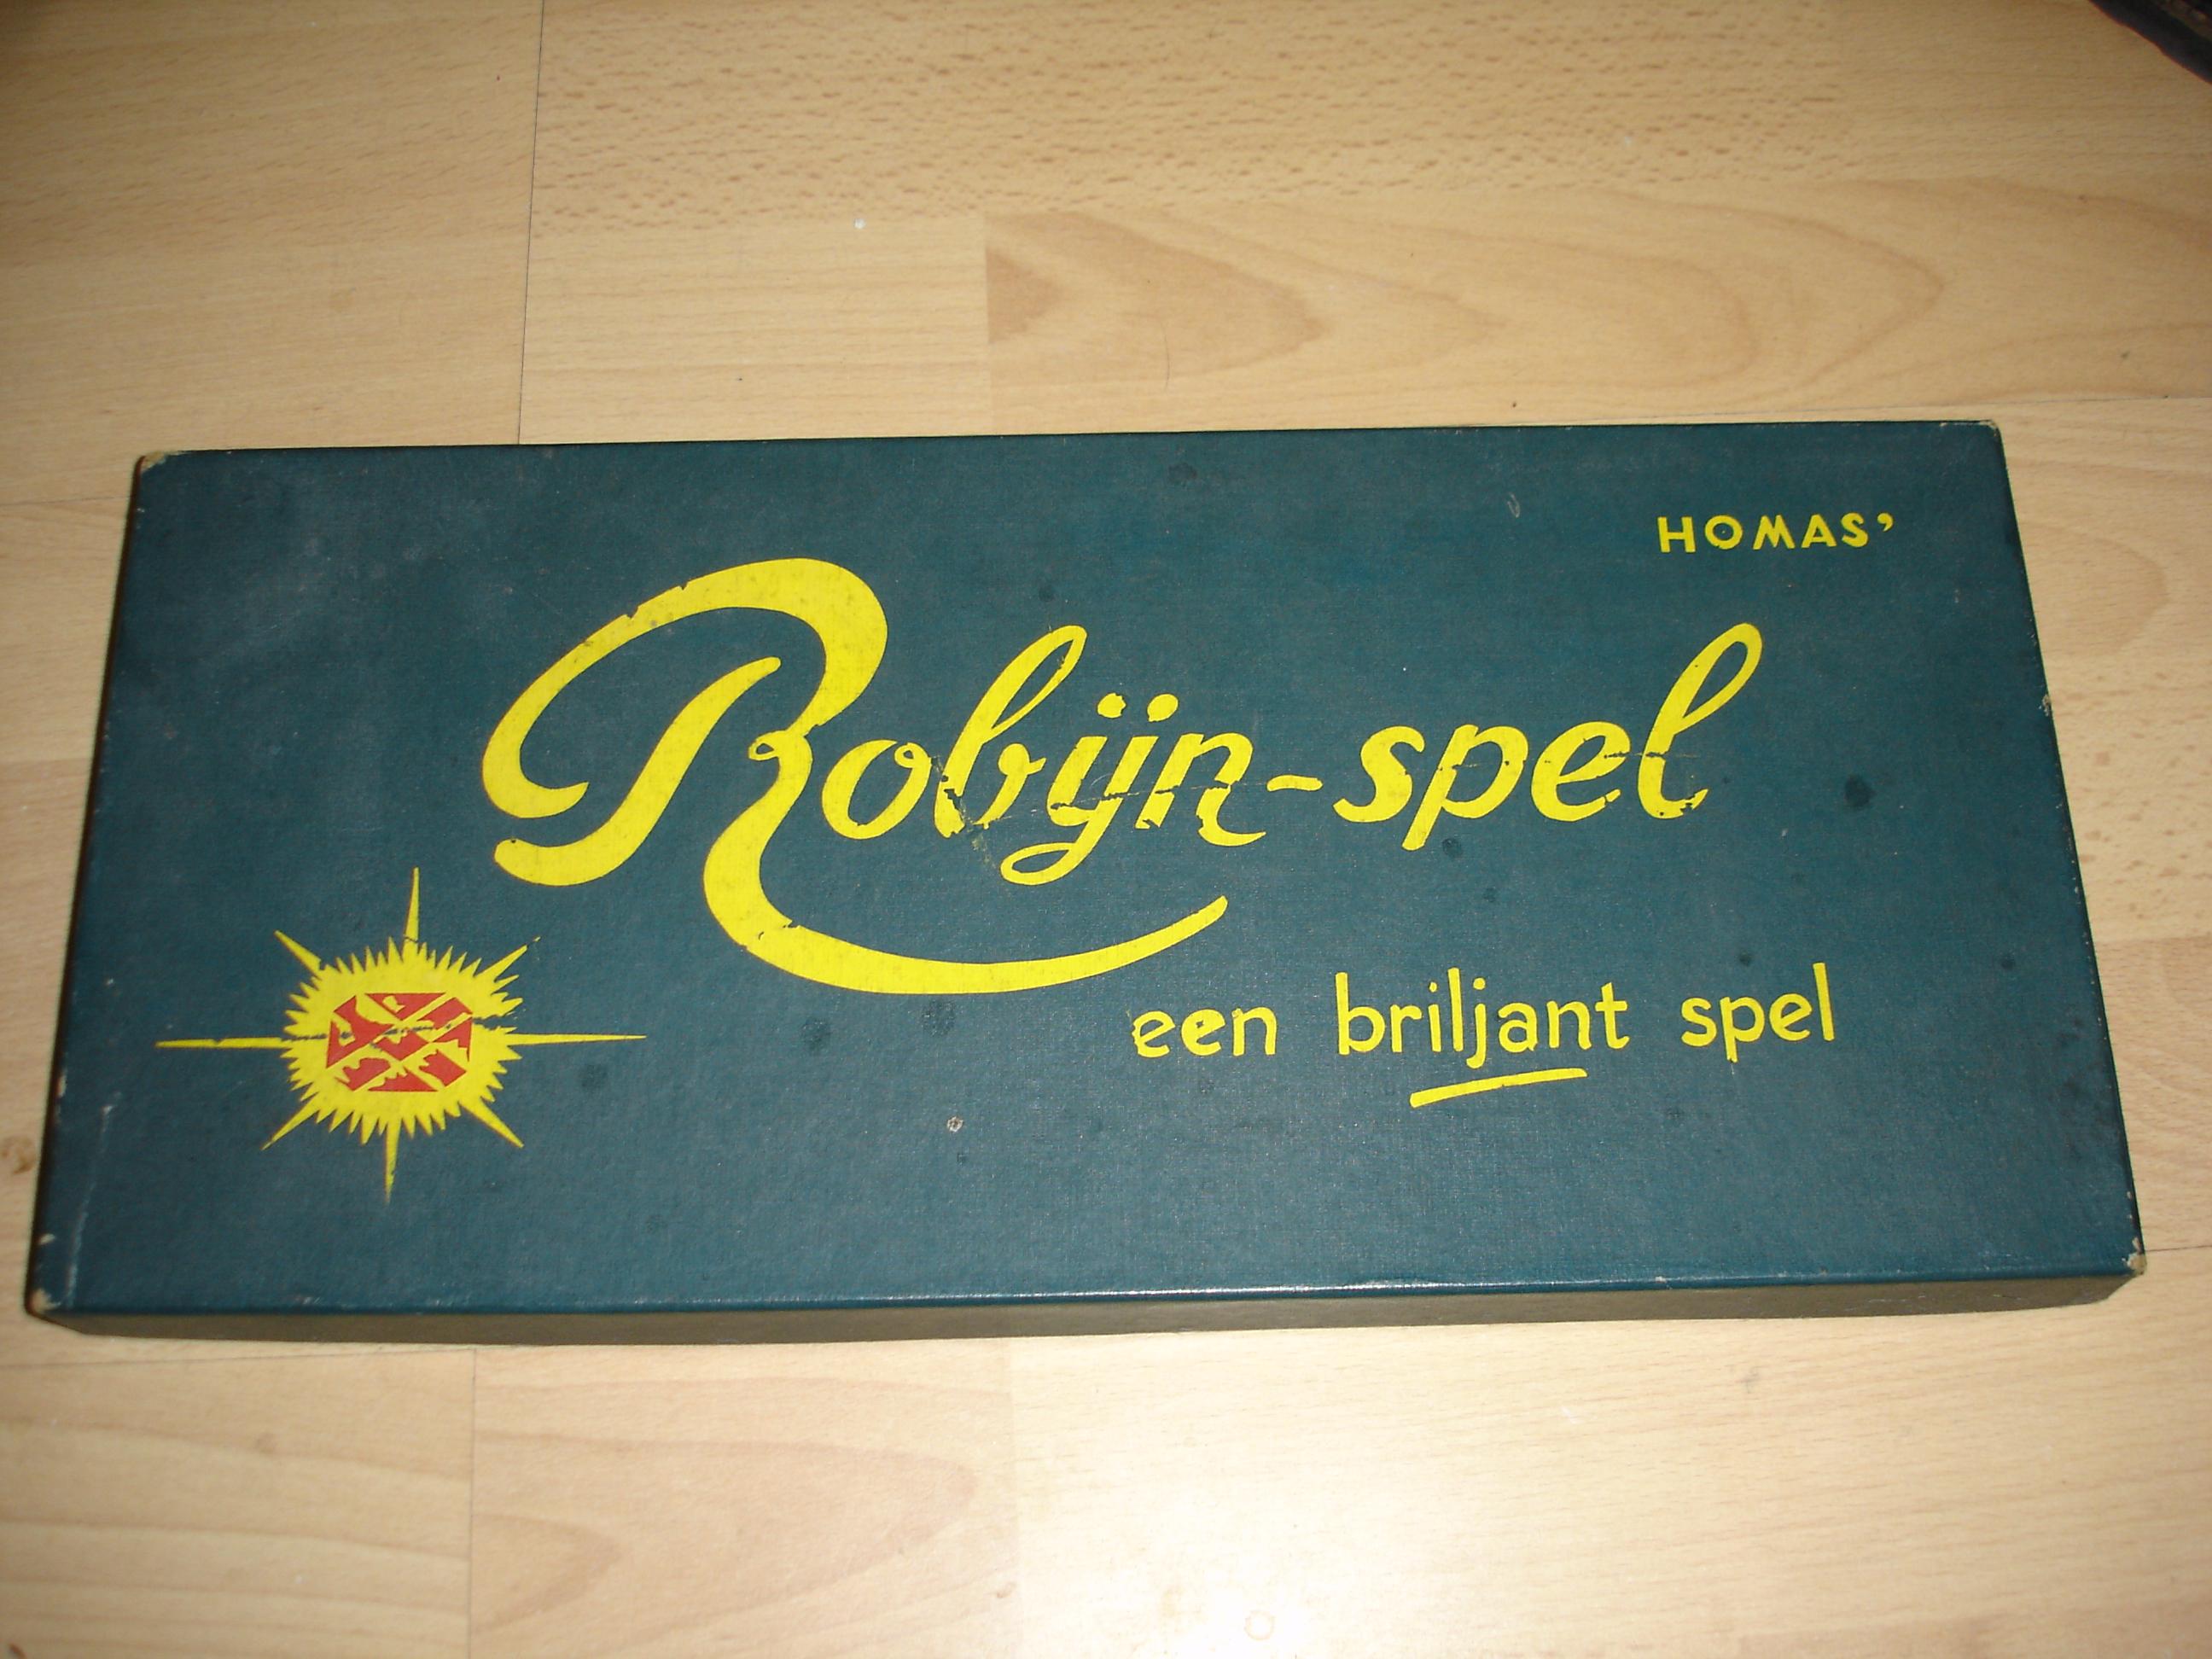 HOMAS'
Robijn-spel
een briljant spel